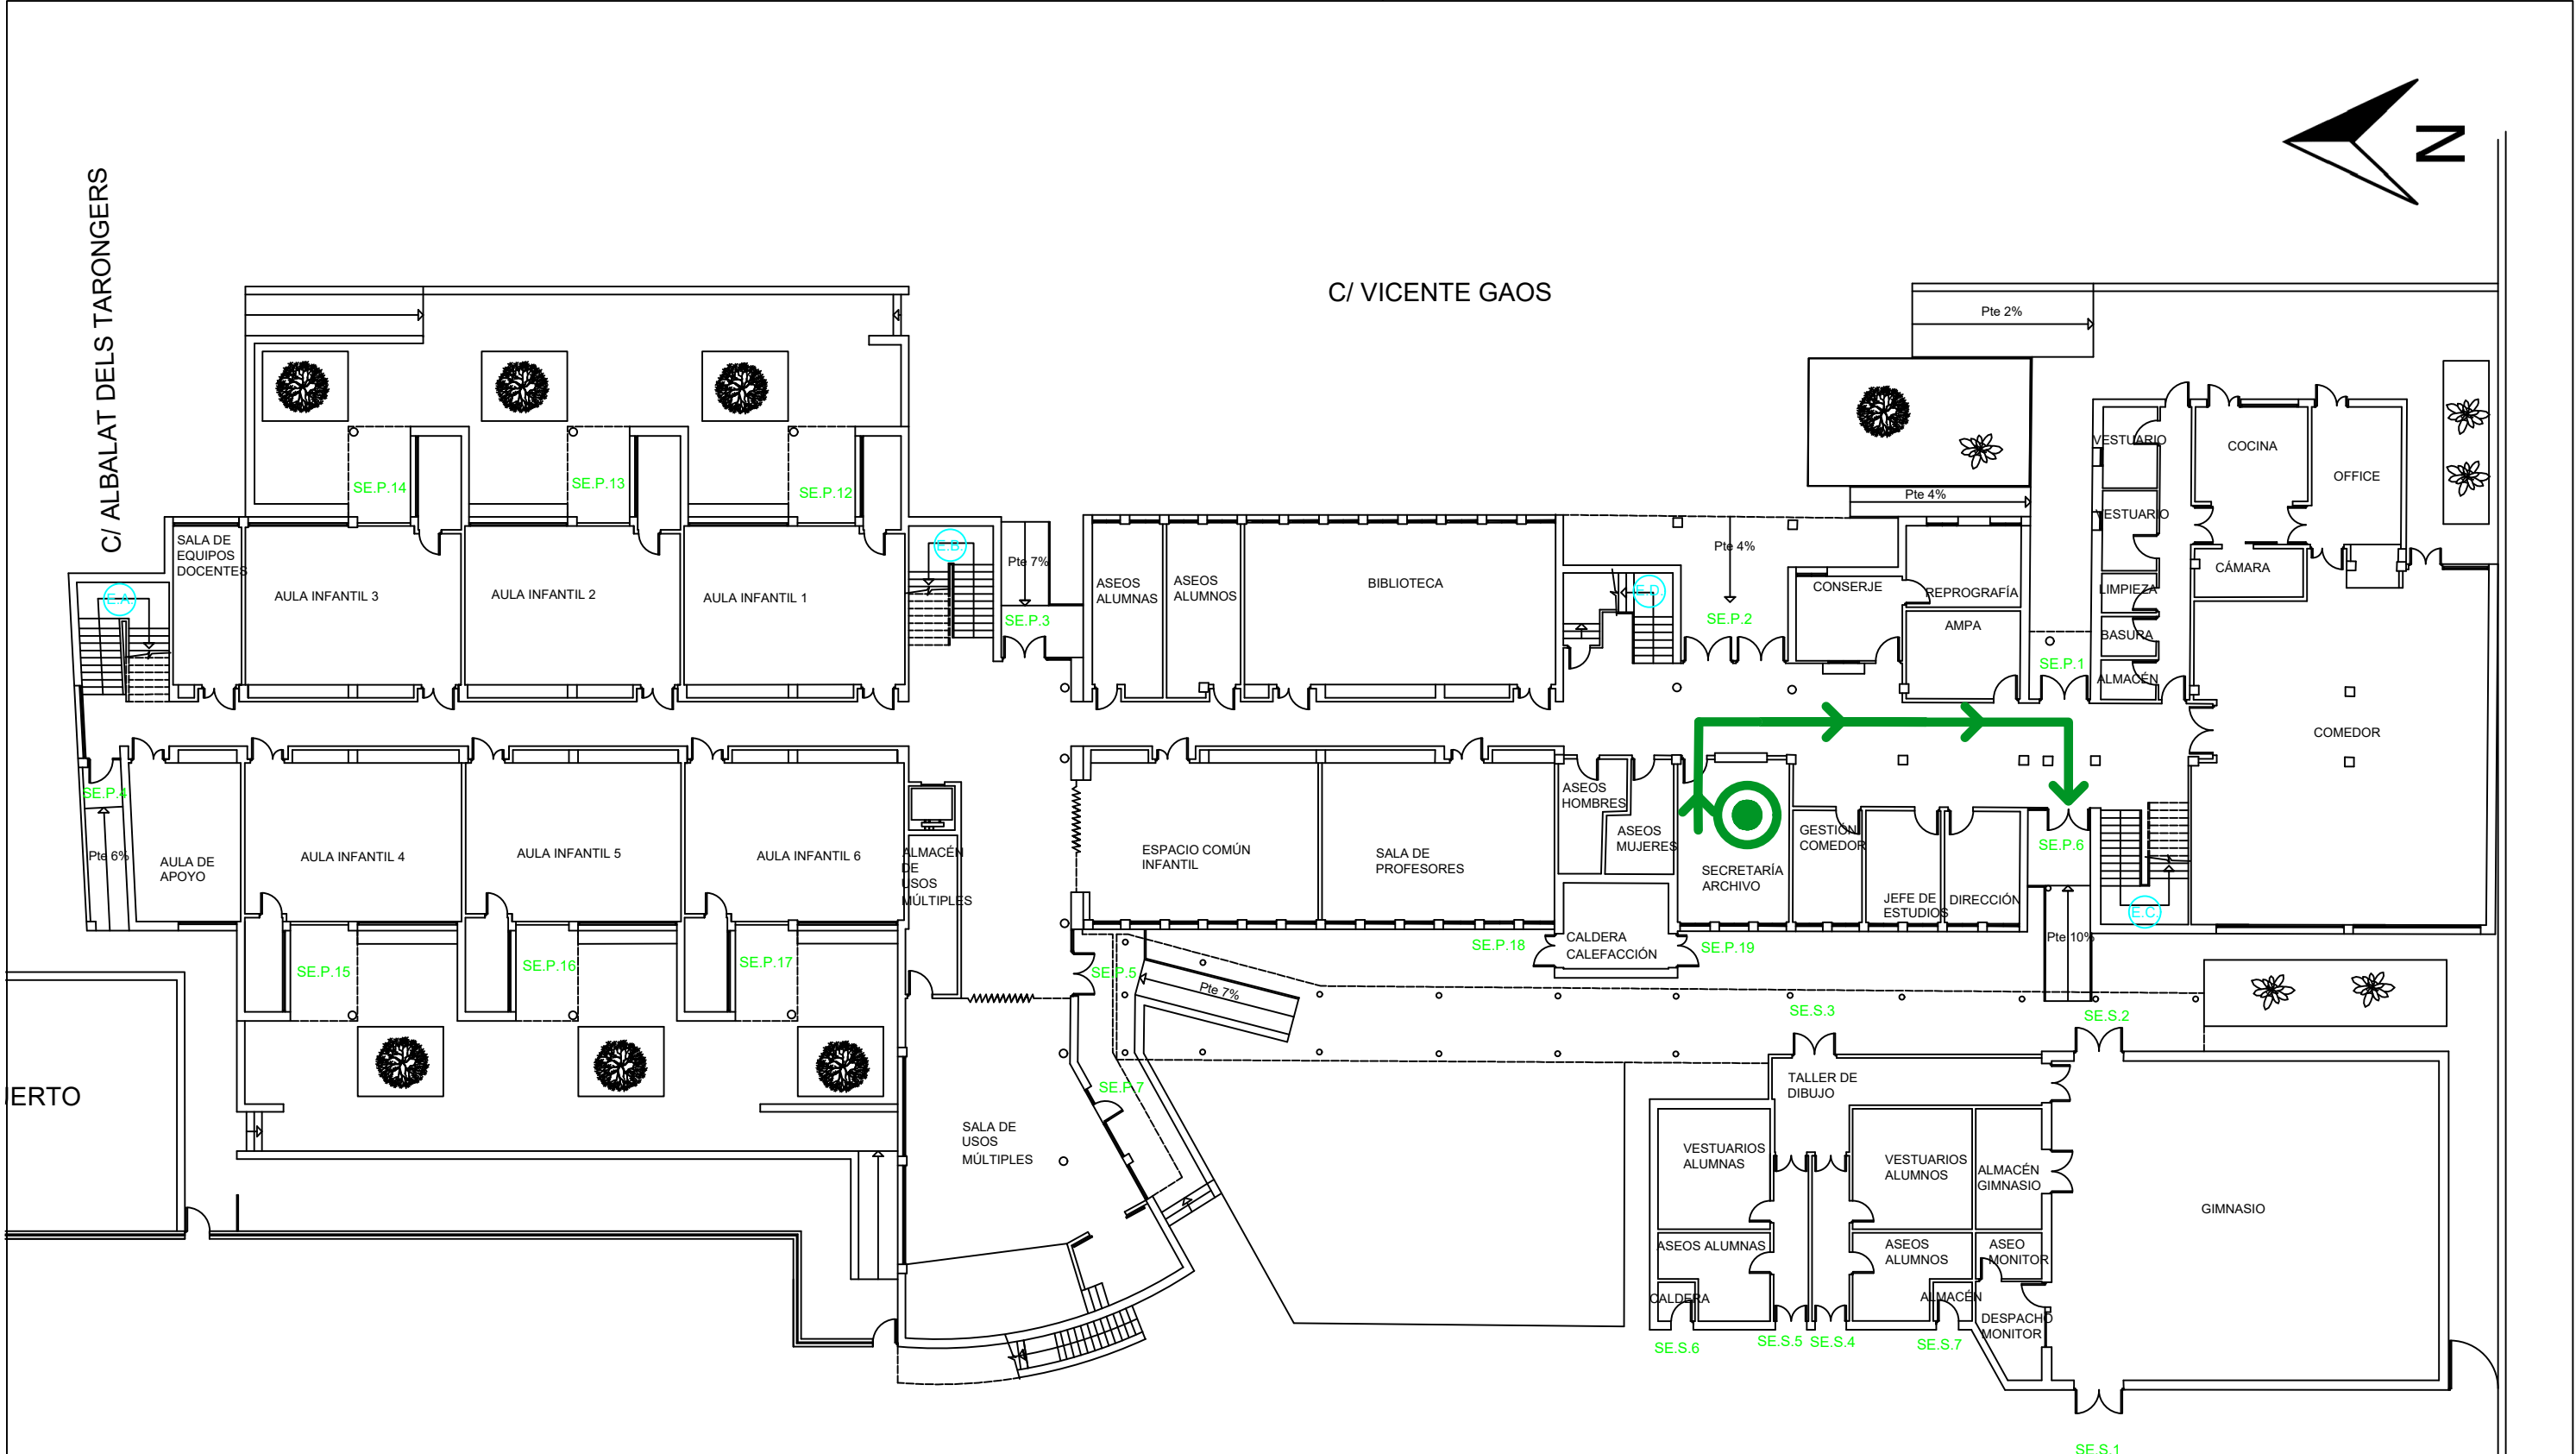 C/ ALBALAT DELS TARONGERS
C/ VICENTE GAOS
N
Pte 2%
VESTUARIO
COCINA
OFFICE
SE.P.14
SE.P.13
SE.P.12
Pte 4%
VESTUARIO
SALA DE
EQUIPOS
DOCENTES
E.B.
Pte 7%
Pte 4%
CÁMARA
E.A.
AULA INFANTIL 3
AULA INFANTIL 2
AULA INFANTIL 1
ASEOS
ALUMNAS
ASEOS
ALUMNOS
BIBLIOTECA
E.D.
CONSERJE
REPROGRAFÍA
LIMPIEZA
SE.P.3
SE.P.2
AMPA
BASURA
SE.P.1
ALMACÉN
COMEDOR
SE.P.4
Pte 6%
AULA DE
APOYO
AULA INFANTIL 4
AULA INFANTIL 5
AULA INFANTIL 6
ALMACÉN
DE
USOS
MÚLTIPLES
ESPACIO COMÚN
INFANTIL
SALA DE
PROFESORES
ASEOS
HOMBRES
ASEOS
MUJERES
SECRETARÍA
ARCHIVO
GESTIÓN
COMEDOR
JEFE DE
ESTUDIOS
DIRECCIÓN
SE.P.6
E.C.
Pte 10%
SE.P.15
SE.P.16
SE.P.17
SE.P.5
Pte 7%
SE.P.18
CALDERA
CALEFACCIÓN
SE.P.19
SE.S.3
SE.S.2
IERTO
SE.P.7
TALLER DE
DIBUJO
SALA DE
USOS
MÚLTIPLES
VESTUARIOS
ALUMNAS
VESTUARIOS
ALUMNOS
ALMACÉN
GIMNASIO
GIMNASIO
ASEOS ALUMNAS
ASEOS
ALUMNOS
ASEO
MONITOR
CALDERA
ALMACÉN
DESPACHO
MONITOR
SE.S.6
SE.S.5
SE.S.4
SE.S.7
SE.S.1